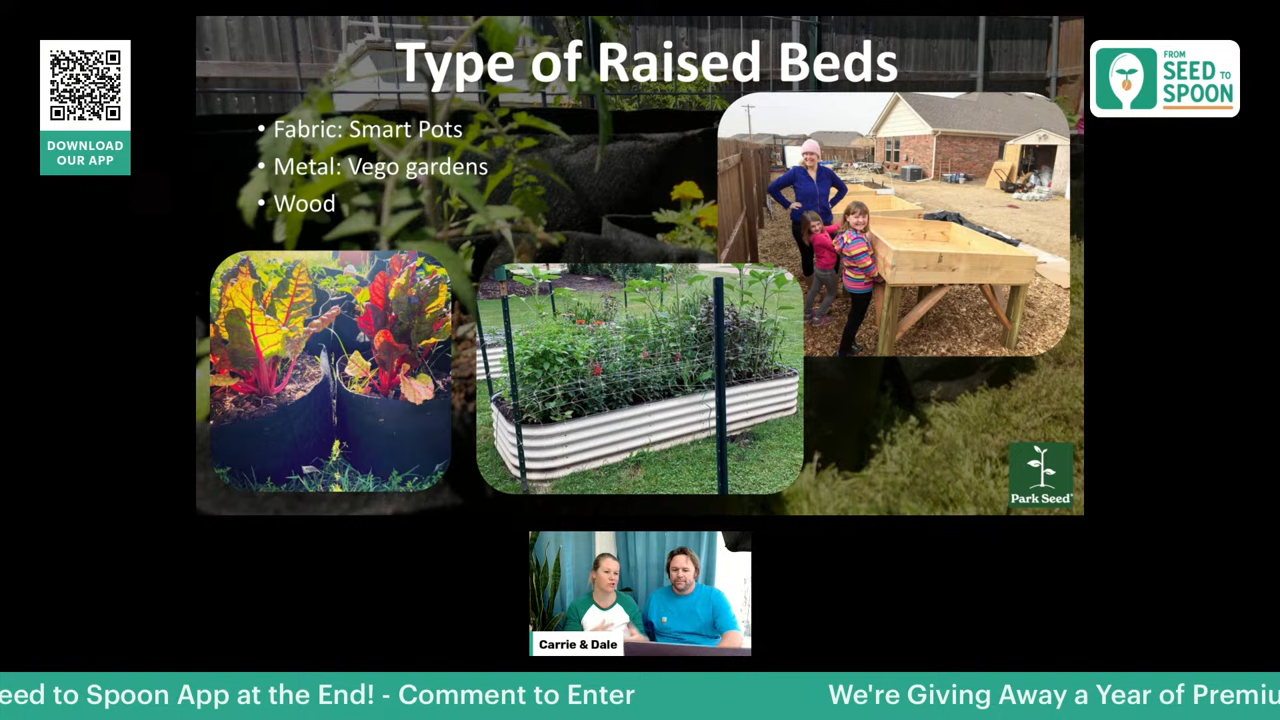 Type of Raised Beds
• Fabric: Smart Pots
• Metal: Vego gardens
• Wood
DOWNLOAD
OUR APP
FROM
SEED TO
SPOON
Park Seed®
Carrie & Dale
eed to Spoon App at the End! - Comment to Enter
We're Giving Away a Year of Premiu